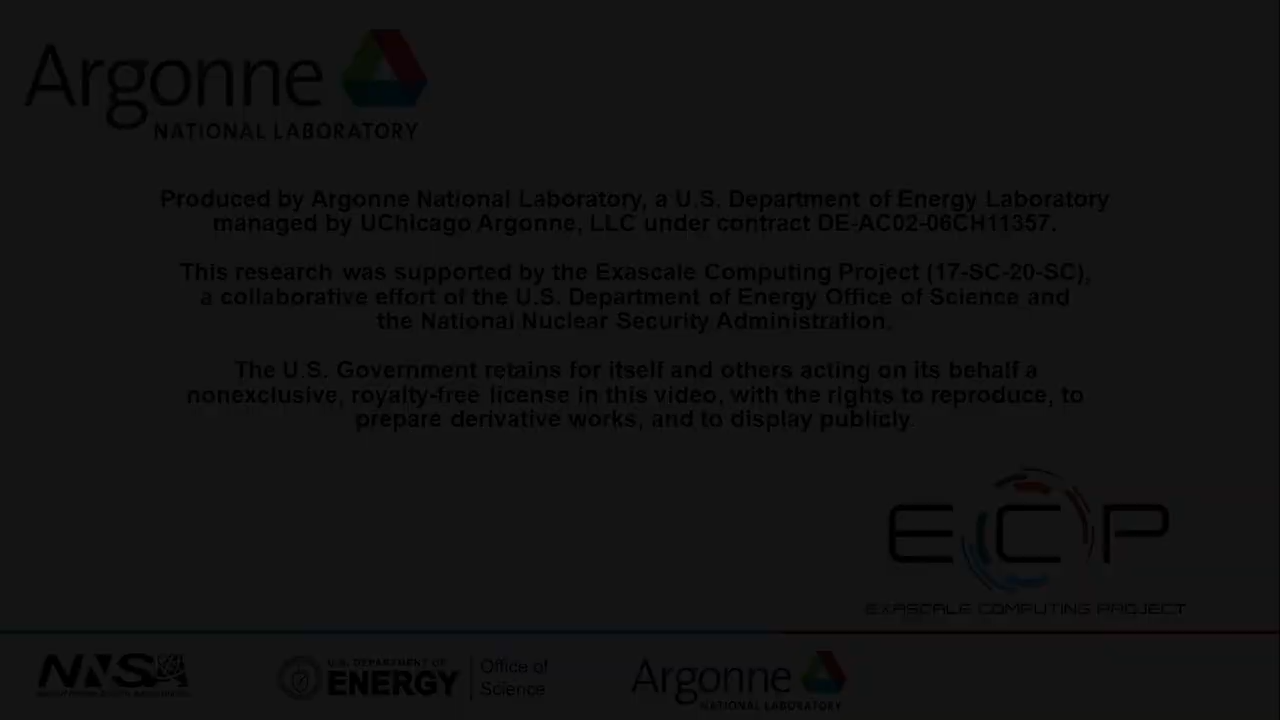 Argonne
NATIONAL LABORATORY
Produced by Argonne National Laboratory, a U.S. Department of Energy Laboratory
managed by UChicago Argonne, LLC under contract DE-AC02-06CH11357.
This research was supported by the Exascale Computing Project (17-SC-20-SC),
a collaborative effort of the U.S. Department of Energy Office of Science and
the National Nuclear Security Administration.
The U.S. Government retains for itself and others acting on its behalf a
nonexclusive, royalty-free license in this video, with the rights to reproduce, to
prepare derivative works, and to display publicly.
ECP
EXASCALE COMPUTING PROJECT
NNSA
U.S. DEPARTMENT OF
ENERGY
Office of
Science
Argonne
NATIONAL LABORATORY